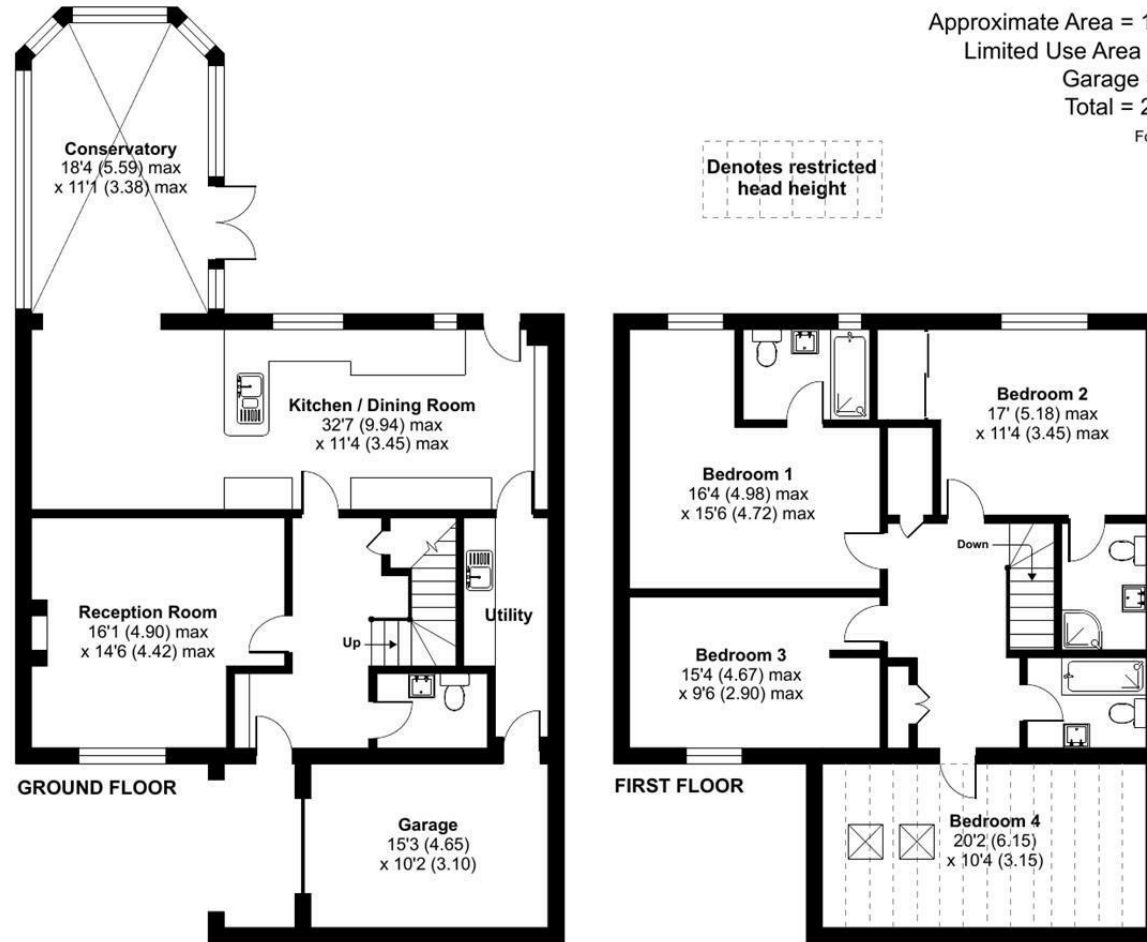 Approximate Area =
Limited Use Area
Garage
Total =
Denotes restricted
head height
Conservatory
18'4 (5.59) max
x 11'1 (3.38) max
Kitchen / Dining Room
32'7 (9.94) max
x 11'4 (3.45) max
Reception Room
16'1 (4.90) max
x 14'6 (4.42) max
Up
Utility
GROUND FLOOR
Garage
15'3 (4.65)
x 10'2 (3.10)
Bedroom 2
17' (5.18) max
x 11'4 (3.45) max
Bedroom 1
16'4 (4.98) max
x 15'6 (4.72) max
Down
Bedroom 3
15'4 (4.67) max
x 9'6 (2.90) max
FIRST FLOOR
Bedroom 4
20'2 (6.15)
x 10'4 (3.15)